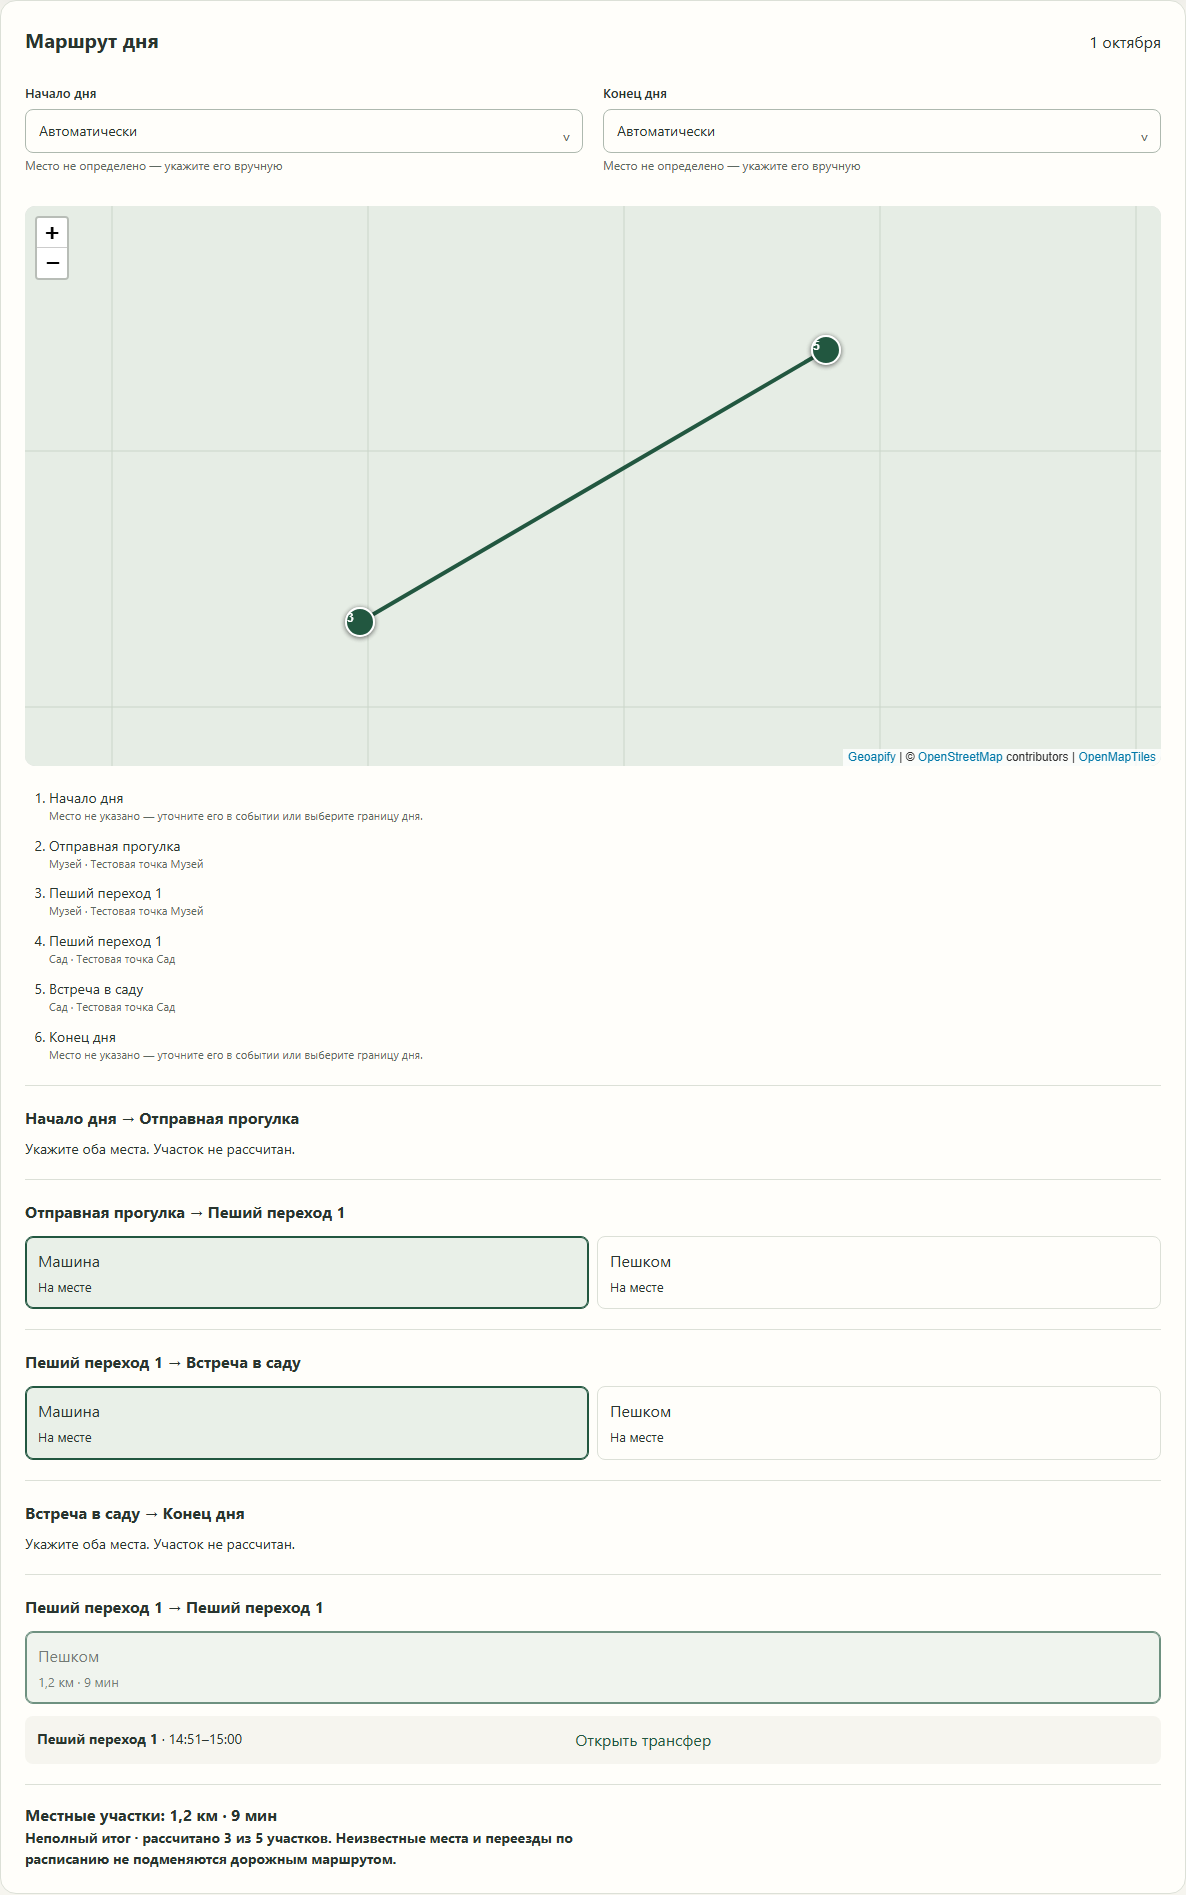 Маршрут дня
1 октября
Начало дня
Конец дня
Автоматически
v
Автоматически
v
Место не определено — укажите его вручную
Место не определено — укажите его вручную
+
−
5
3
Geoapify | © OpenStreetMap contributors | OpenMapTiles
1. Начало дня
Место не указано — уточните его в событии или выберите границу дня.
2. Отправная прогулка
Музей · Тестовая точка Музей
3. Пеший переход 1
Музей · Тестовая точка Музей
4. Пеший переход 1
Сад · Тестовая точка Сад
5. Встреча в саду
Сад · Тестовая точка Сад
6. Конец дня
Место не указано — уточните его в событии или выберите границу дня.
Начало дня → Отправная прогулка
Укажите оба места. Участок не рассчитан.
Отправная прогулка → Пеший переход 1
Машина
На месте
Пешком
На месте
Пеший переход 1 → Встреча в саду
Машина
На месте
Пешком
На месте
Встреча в саду → Конец дня
Укажите оба места. Участок не рассчитан.
Пеший переход 1 → Пеший переход 1
Пешком
1,2 км · 9 мин
Пеший переход 1 · 14:51–15:00
Открыть трансфер
Местные участки: 1,2 км · 9 мин
Неполный итог · рассчитано 3 из 5 участков. Неизвестные места и переезды по
расписанию не подменяются дорожным маршрутом.